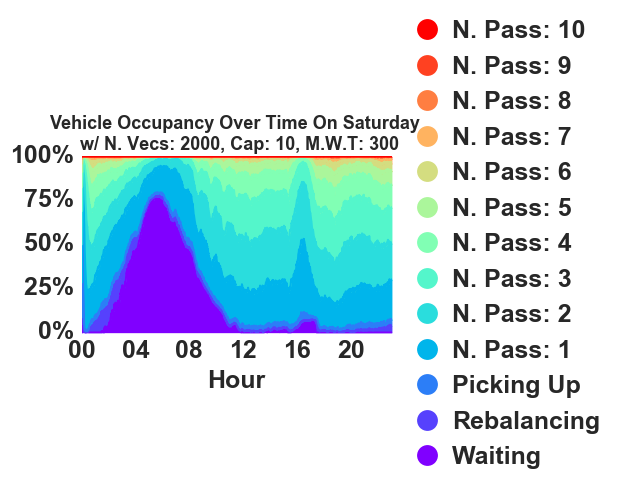 Vehicle Occupancy Over Time On Saturday
w/ N. Vecs: 2000, Cap: 10, M.W.T: 300
100%
75%
50%
25%
0%
00 04 08 12 16 20
Hour
N. Pass: 10
N. Pass: 9
N. Pass: 8
N. Pass: 7
N. Pass: 6
N. Pass: 5
N. Pass: 4
N. Pass: 3
N. Pass: 2
N. Pass: 1
Picking Up
Rebalancing
Waiting